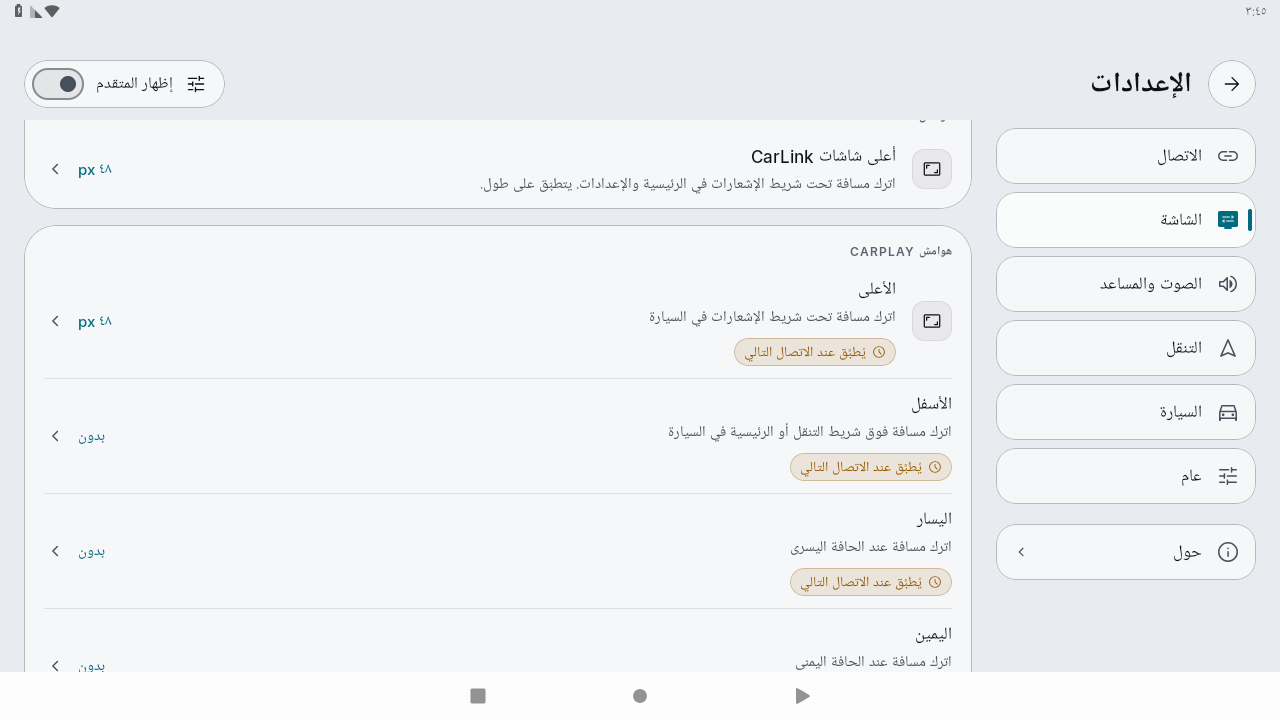 ٣:٤٥
الإعدادات
إظهار المتقدم
الاتصال
الشاشة
الصوت والمساعد
التنقل
السيارة
عام
حول
أعلى شاشات CarLink
اترك مسافة تحت شريط الإشعارات في الرئيسية والإعدادات. يتطبق على طول.
٤٨ px
هوامش CARPLAY
الأعلى
اترك مسافة تحت شريط الإشعارات في السيارة
يُطبّق عند الاتصال التالي
٤٨ px
الأسفل
اترك مسافة فوق شريط التنقل أو الرئيسية في السيارة
يُطبّق عند الاتصال التالي
بدون
اليسار
اترك مسافة عند الحافة اليسرى
يُطبّق عند الاتصال التالي
بدون
اليمين
اترك مسافة عند الحافة اليمنى
بدون